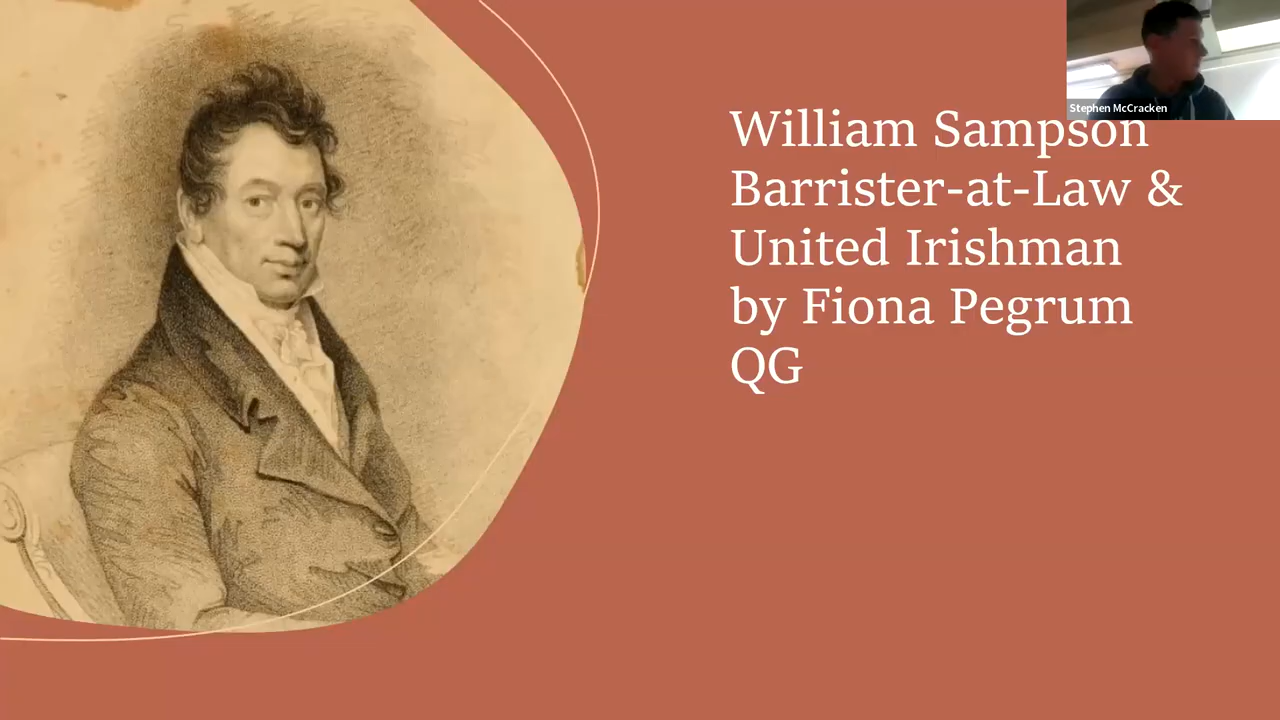 Stephen McCracken
William Sampson
Barrister-at-Law &
United Irishman
by Fiona Pegrum
QG